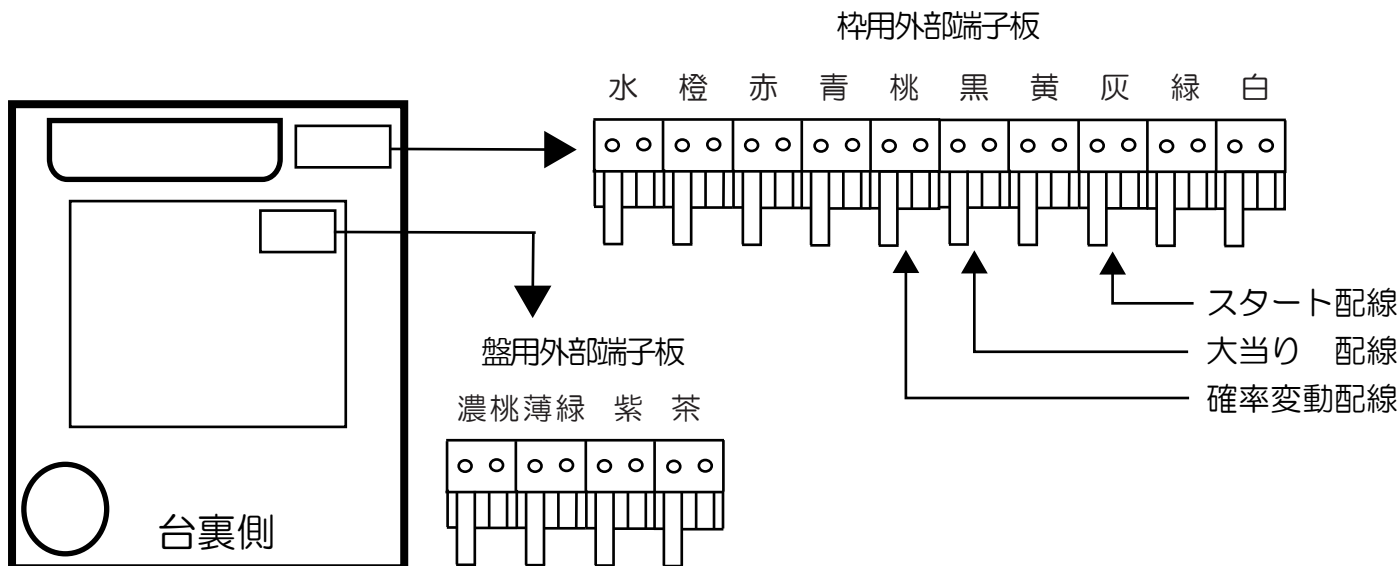 枠用外部端子板
水 橙 赤 青 桃 黒 黄 灰 緑 白
スタート配線
大当り 配線
確率変動配線
盤用外部端子板
濃桃 薄緑 紫 茶
台裏側